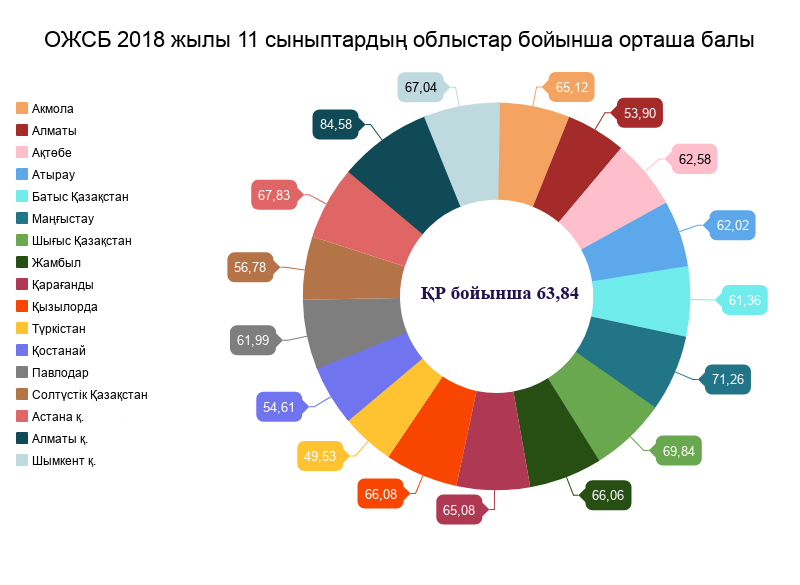 ОЖСБ 2018 жылы 11 сыныптардың облыстар бойынша орташа балы
Акмола
Алматы
Ақтөбе
Атырау
Батыс Қазақстан
Маңғыстау
Шығыс Қазақстан
Жамбыл
Қарағанды
Қызылорда
Түркістан
Қостанай
Павлодар
Солтүстік Қазақстан
Астана қ.
Алматы қ.
Шымкент қ.
65,12
53,90
62,58
62,02
61,36
71,26
69,84
66,06
65,08
66,08
49,53
54,61
61,99
56,78
67,83
84,58
67,04
ҚР бойынша 63,84